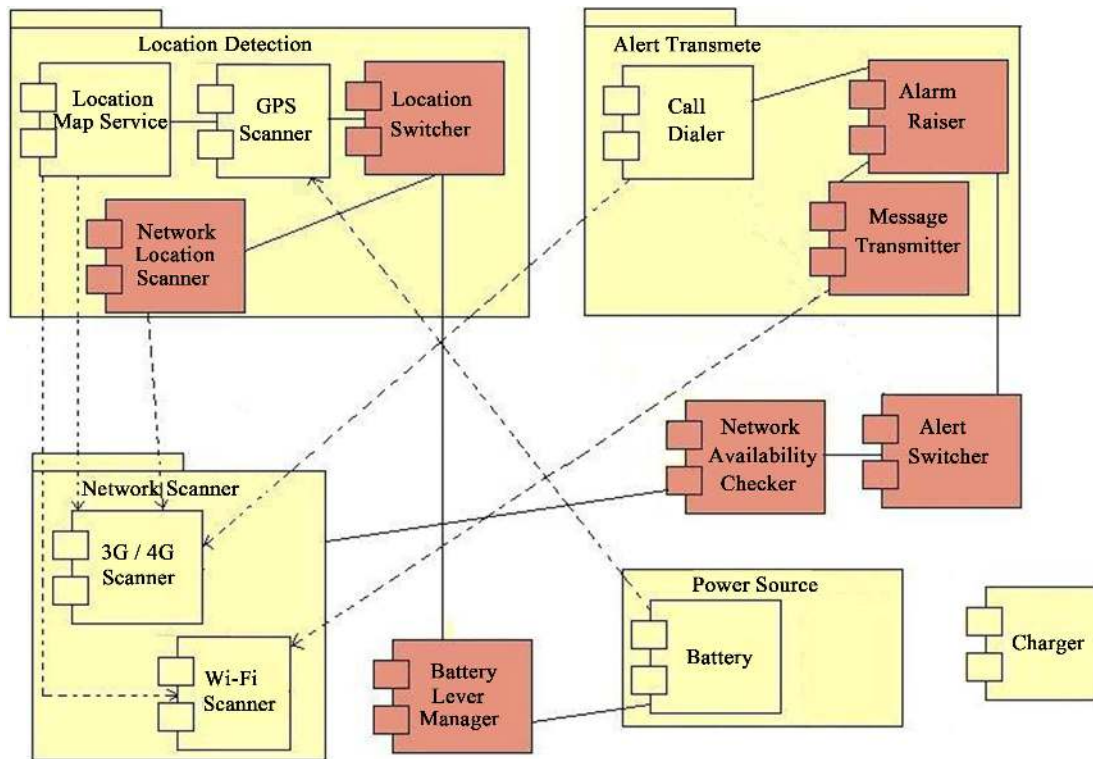 Location Detection
Location
Map Service
GPS
Scanner
Location
Switcher
Network
Location
Scanner
Alert Transmete
Call
Dialer
Alarm
Raiser
Message
Transmitter
Network
Availability
Checker
Alert
Switcher
Network Scanner
3G / 4G
Scanner
Wi-Fi
Scanner
Battery
Lever
Manager
Power Source
Battery
Charger